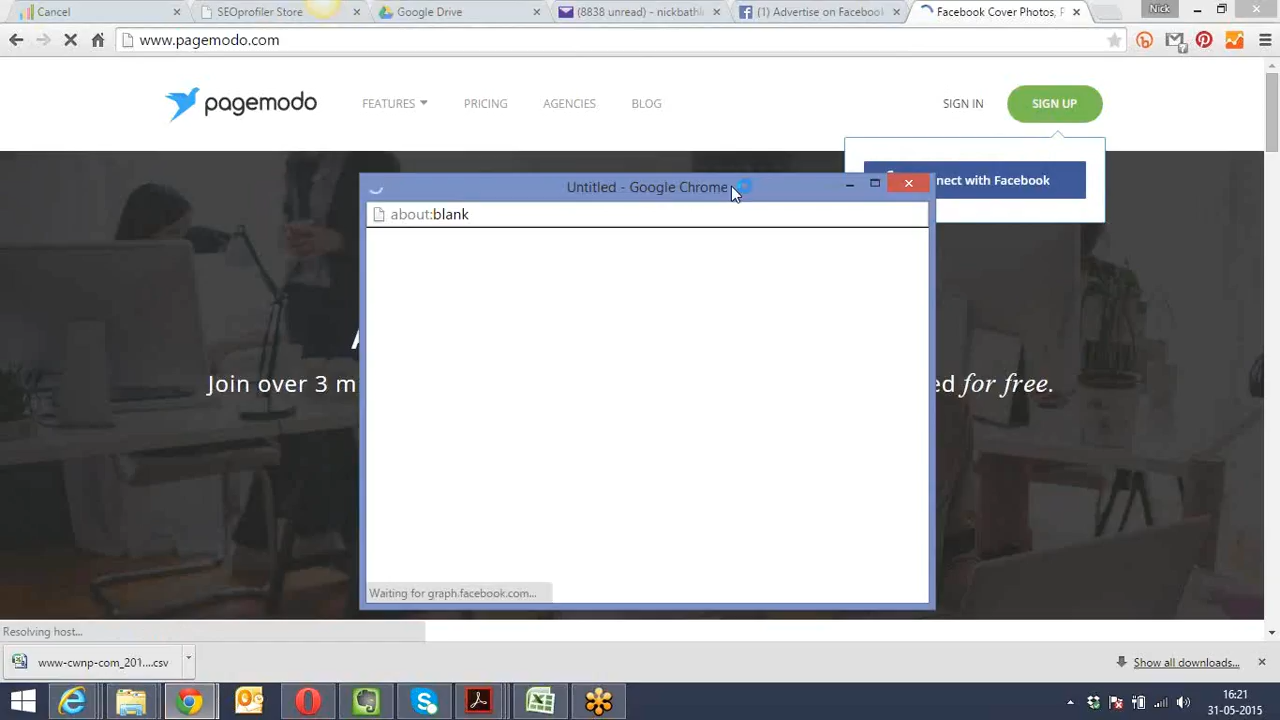 Cancel
SEOprofiler Store
Google Drive
(8838 unread) - nickbathl
(1) Advertise on Facebook
Facebook Cover Photos, P
Nick
www.pagemodo.com
pagemodo
FEATURES
PRICING
AGENCIES
BLOG
SIGN IN
SIGN UP
nect with Facebook
Untitled - Google Chrome
about:blank
A
Join over 3 m
ed for free.
Waiting for graph.facebook.com...
Resolving host...
www-cwnp-com_201....csv
Show all downloads...
16:21
31-05-2015